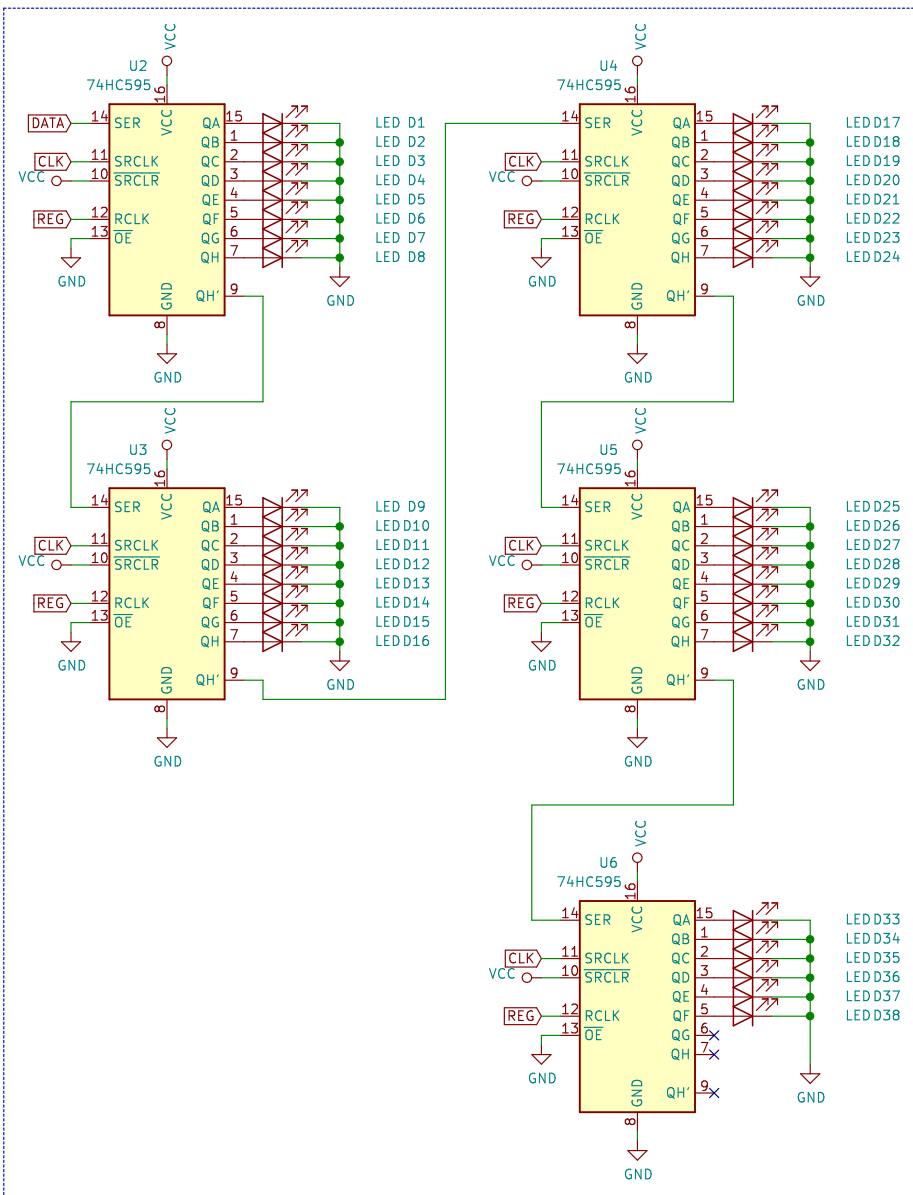 VCC
U2
74HC595
16
DATA 14 SER VCC QA 15 LED D1
QB 1 LED D2
CLK 11 SRCLK QC 2 LED D3
VCC 10 SRCLR QD 3 LED D4
QE 4 LED D5
REG 12 RCLK QF 5 LED D6
13 OE QG 6 LED D7
QH 7 LED D8
GND
GND QH' 9
GND
8
GND
VCC
U3
74HC595
16
14 SER VCC QA 15 LED D9
QB 1 LED D10
CLK 11 SRCLK QC 2 LED D11
VCC 10 SRCLR QD 3 LED D12
QE 4 LED D13
REG 12 RCLK QF 5 LED D14
13 OE QG 6 LED D15
QH 7 LED D16
GND
GND QH' 9
GND
8
GND
VCC
U4
74HC595
16
14 SER VCC QA 15 LED D17
QB 1 LED D18
CLK 11 SRCLK QC 2 LED D19
VCC 10 SRCLR QD 3 LED D20
QE 4 LED D21
REG 12 RCLK QF 5 LED D22
13 OE QG 6 LED D23
QH 7 LED D24
GND
GND QH' 9
GND
8
GND
VCC
U5
74HC595
16
14 SER VCC QA 15 LED D25
QB 1 LED D26
CLK 11 SRCLK QC 2 LED D27
VCC 10 SRCLR QD 3 LED D28
QE 4 LED D29
REG 12 RCLK QF 5 LED D30
13 OE QG 6 LED D31
QH 7 LED D32
GND
GND QH' 9
GND
8
GND
VCC
U6
74HC595
16
14 SER VCC QA 15 LED D33
QB 1 LED D34
CLK 11 SRCLK QC 2 LED D35
VCC 10 SRCLR QD 3 LED D36
QE 4 LED D37
REG 12 RCLK QF 5 LED D38
13 OE QG 6
QH 7
GND
GND QH' 9
GND
8
GND